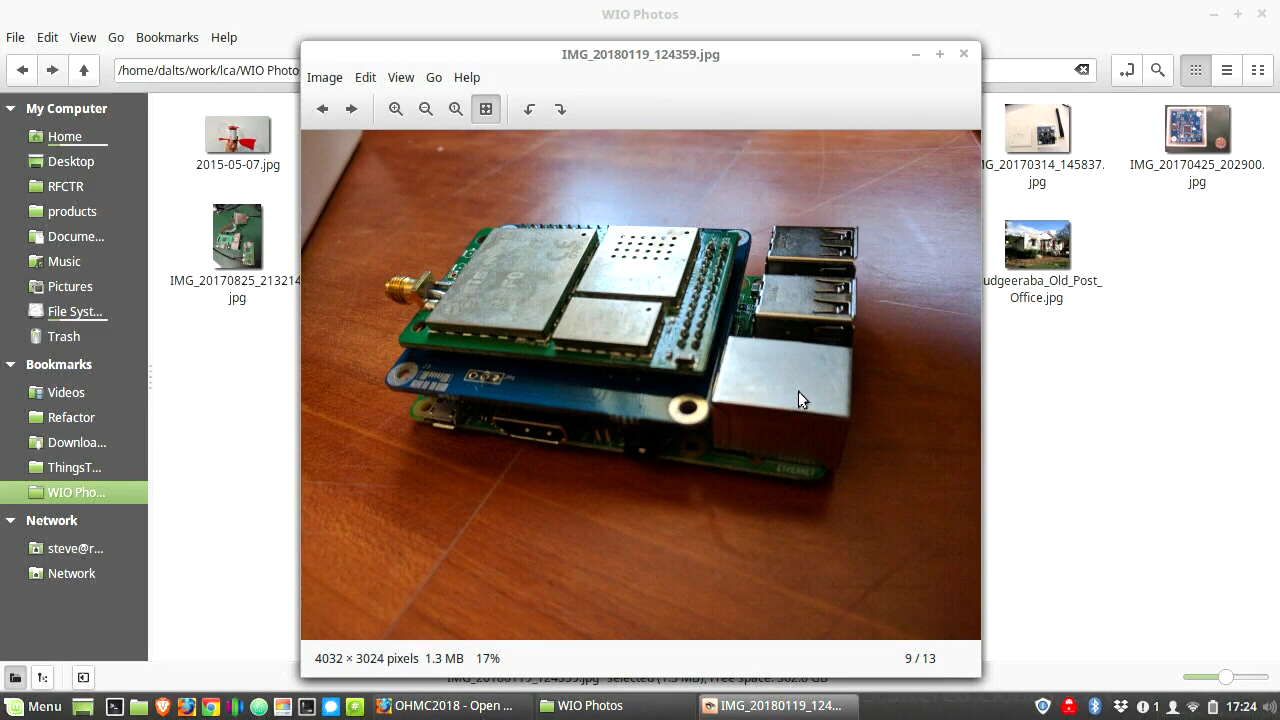 WIO Photos
File Edit View Go Bookmarks Help
/home/dalts/work/lca/WIO Photo
IMG_20180119_124359.jpg
Image Edit View Go Help
My Computer
Home
Desktop
RFCTR
products
Docume...
Music
Pictures
File Syst...
Trash
Bookmarks
Videos
Refactor
Downloa...
ThingsT...
WIO Pho...
Network
steve@r...
Network
2015-05-07.jpg
IMG_20170825_213214
jpg
MG_20170314_145837.
jpg
IMG_20170425_202900.
jpg
udgeeraba_Old_Post_
Office.jpg
4032 × 3024 pixels 1.3 MB 17%
9 / 13
Menu
OHMC2018 - Open ...
WIO Photos
IMG_20180119_124...
1
17:24